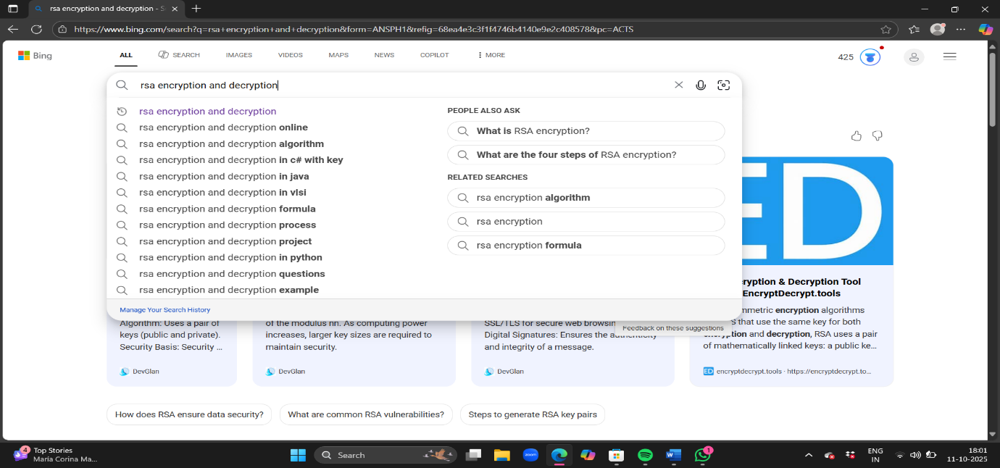 rsa encryption and decryption - S
https://www.bing.com/search?q=rsa+encryption+and+decryption&form=ANSPH1&refig=68ea4e3c3f1f4746b4140e9e2c408578&pc=ACTS
Bing
ALL
SEARCH
IMAGES
VIDEOS
MAPS
NEWS
COPILOT
MORE
425
rsa encryption and decryption
rsa encryption and decryption
rsa encryption and decryption online
rsa encryption and decryption algorithm
rsa encryption and decryption in c# with key
rsa encryption and decryption in java
rsa encryption and decryption in vlsi
rsa encryption and decryption formula
rsa encryption and decryption process
rsa encryption and decryption project
rsa encryption and decryption in python
rsa encryption and decryption questions
rsa encryption and decryption example
PEOPLE ALSO ASK
What is RSA encryption?
What are the four steps of RSA encryption?
RELATED SEARCHES
rsa encryption algorithm
rsa encryption
rsa encryption formula
Manage Your Search History
Feedback on these suggestions
Algorithm: Uses a pair of
keys (public and private).
Security Basis: Security ...
DevGlan
of the modulus nn. As computing power
increases, larger key sizes are required to
maintain security.
DevGlan
SSL/TLS for secure web browsin
Digital Signatures: Ensures the authenticity
and integrity of a message.
DevGlan
ED
ryption & Decryption Tool
EncryptDecrypt.tools
mmetric encryption algorithms
S that use the same key for both
encryption and decryption, RSA uses a pair
of mathematically linked keys: a public ke...
ED encryptdecrypt.tools · https://encryptdecrypt.to...
How does RSA ensure data security?
What are common RSA vulnerabilities?
Steps to generate RSA key pairs
4
Top Stories
Maria Corina Ma...
Search
zoom
W
1
ENG
IN
18:01
11-10-2025